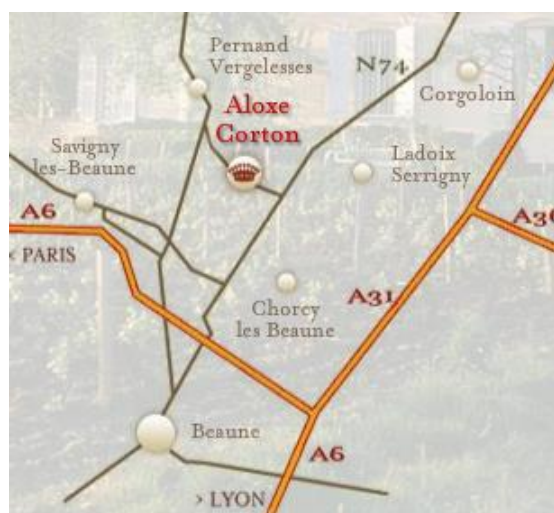 Pernand
Vergelesses
N74
Corgoloin
Aloxe
Corton
Savigny
les-Beaune
Ladoix
Serrigny
A6
A36
< PARIS
Chorcy
les Beaune
A31
Beaune
A6
> LYON